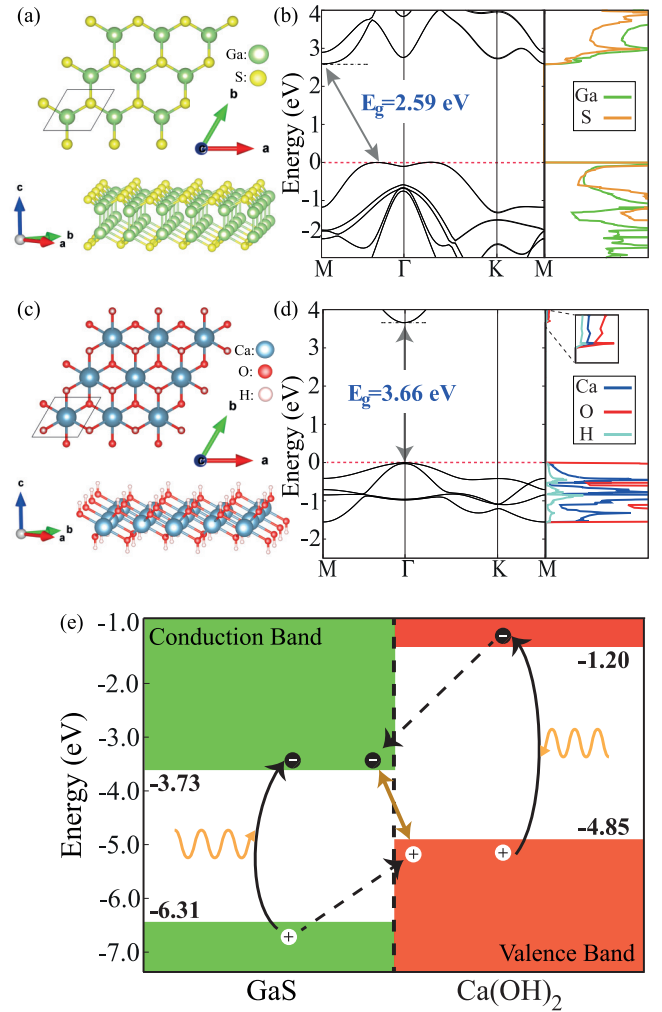 (a)
Ga:
S:
b
a
c
b
a
(b)
Energy (eV)
4
3
2
1
0
-1
-2
E_g=2.59 eV
M
Γ
K
M
Ga
S
(c)
Ca:
O:
H:
b
a
c
b
a
(d)
Energy (eV)
4
3
2
1
0
-1
-2
E_g=3.66 eV
M
Γ
K
M
Ca
O
H
(e)
Energy (eV)
-1.0
-2.0
-3.0
-4.0
-5.0
-6.0
-7.0
Conduction Band
-1.20
-3.73
-4.85
-6.31
Valence Band
GaS
Ca(OH)₂